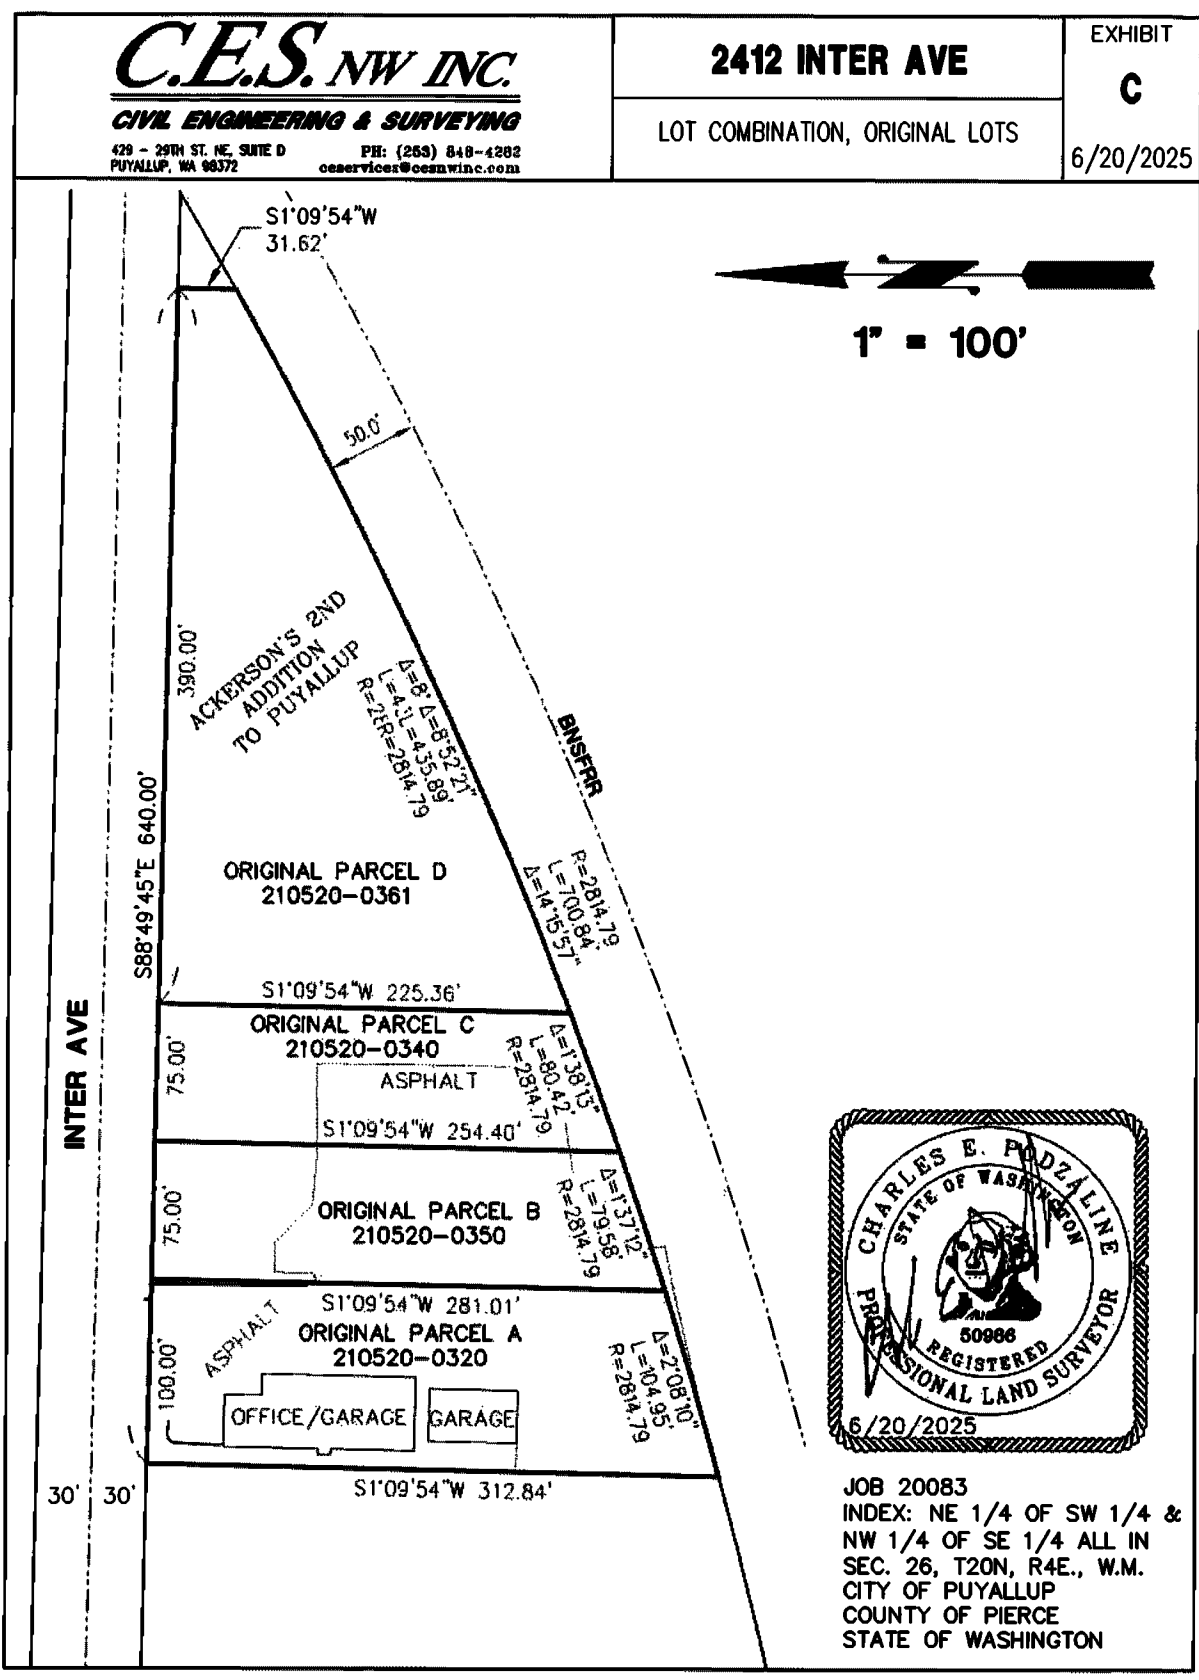 C.E.S. NW INC.
CIVIL ENGINEERING & SURVEYING
429 - 29TH ST. NE, SUITE D
PUYALLUP, WA 98372
PH: (253) 848-4282
ceservices@cesnwinc.com
2412 INTER AVE
LOT COMBINATION, ORIGINAL LOTS
EXHIBIT
C
6/20/2025
S1°09'54"W
31.62'
1" = 100'
50.0'
390.00'
ACKERSON'S 2ND
ADDITION
TO PUYALLUP
Δ=8° Δ=8°52'21"
L=43L=435.89'
R=28R=2814.79
BNSFRR
S88°49'45"E 640.00'
ORIGINAL PARCEL D
210520-0361
R=2814.79
L=700.84'
Δ=14°15'57"
S1°09'54"W 225.36'
ORIGINAL PARCEL C
210520-0340
75.00'
ASPHALT
Δ=1°38'13"
L=80.42'
R=2814.79
INTER AVE
S1°09'54"W 254.40'
75.00'
ORIGINAL PARCEL B
210520-0350
Δ=1°37'12"
L=79.58'
R=2814.79
S1°09'54"W 281.01'
ASPHALT
ORIGINAL PARCEL A
210520-0320
100.00'
OFFICE/GARAGE
GARAGE
Δ=2°08'10"
L=104.95'
R=2814.79
S1°09'54"W 312.84'
30' 30'
CHARLES E. PODZALINE
STATE OF WASHINGTON
50986
REGISTERED
PROFESSIONAL LAND SURVEYOR
6/20/2025
JOB 20083
INDEX: NE 1/4 OF SW 1/4 &
NW 1/4 OF SE 1/4 ALL IN
SEC. 26, T20N, R4E., W.M.
CITY OF PUYALLUP
COUNTY OF PIERCE
STATE OF WASHINGTON